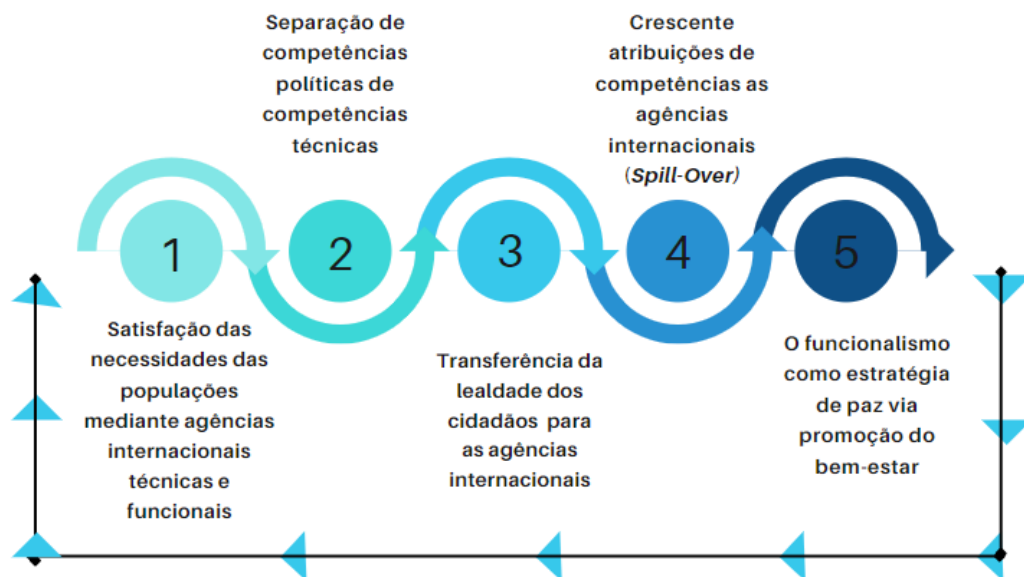 Separação de
competências
políticas de
competências
técnicas
Crescente
atribuições de
competências as
agências
internacionais
(Spill-Over)
1
2
3
4
5
Satisfação das
necessidades das
populações
mediante agências
internacionais
técnicas e
funcionais
Transferência da
lealdade dos
cidadãos para
as agências
internacionais
O funcionalismo
como estratégia
de paz via
promoção do
bem-estar